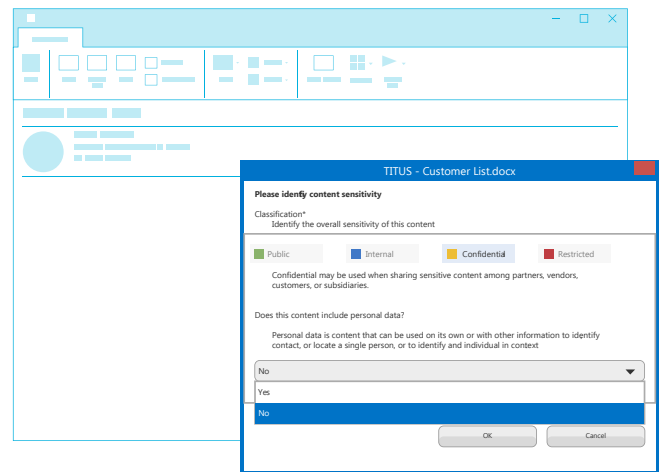 TITUS - Customer List.docx
Please identfiy content sensitivity
Classification*
Identify the overall sensitivity of this content
Public Internal Confidential Restricted
Confidential may be used when sharing sensitive content among partners, vendors,
customers, or subsidiaries.
Does this content include personal data?
Personal data is content that can be used on its own or with other information to identify
contact, or locate a single person, or to identify and individual in context
No
Yes
No
OK Cancel